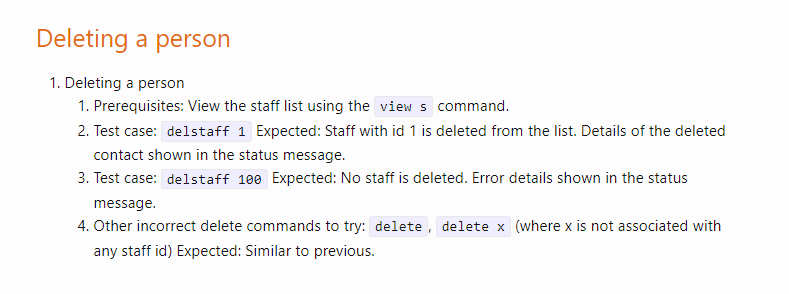 Deleting a person
1. Deleting a person
1. Prerequisites: View the staff list using the view s command.
2. Test case: delstaff 1 Expected: Staff with id 1 is deleted from the list. Details of the deleted
contact shown in the status message.
3. Test case: delstaff 100 Expected: No staff is deleted. Error details shown in the status
message.
4. Other incorrect delete commands to try: delete, delete x (where x is not associated with
any staff id) Expected: Similar to previous.